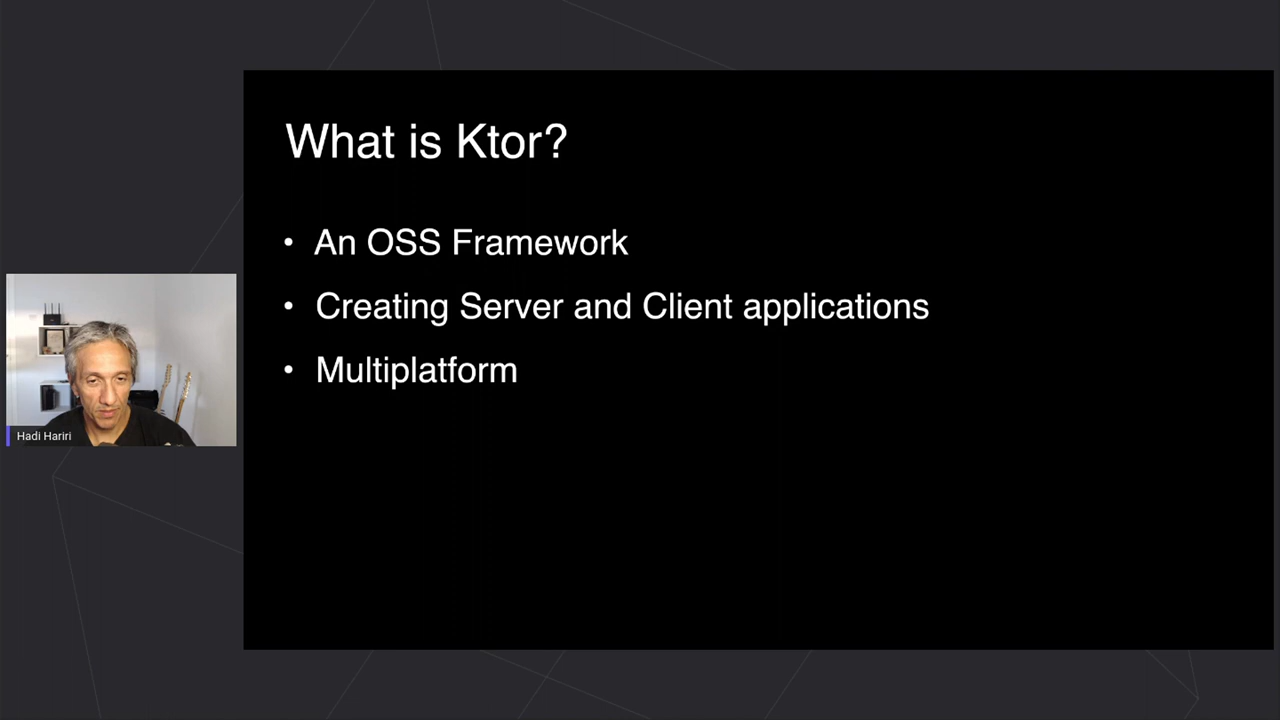 What is Ktor?
• An OSS Framework
• Creating Server and Client applications
• Multiplatform
Hadi Hariri